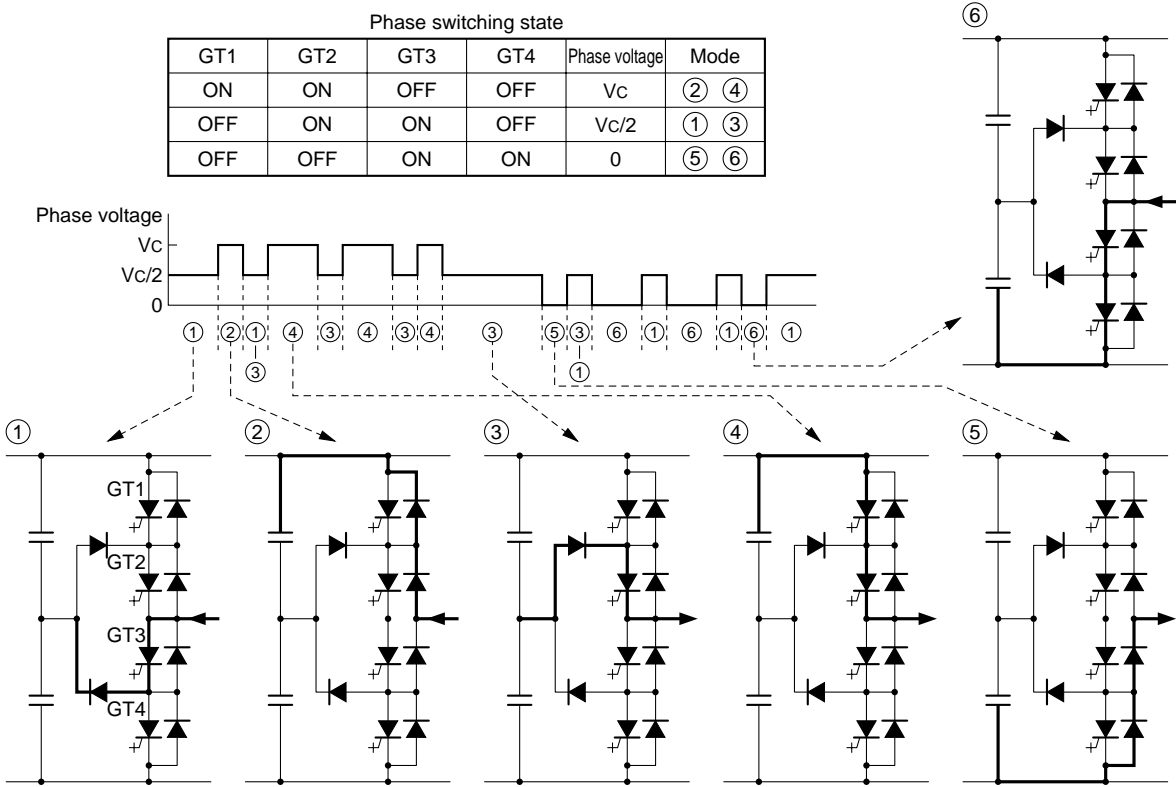 Phase switching state
⑥
GT1 GT2 GT3 GT4 Phase voltage Mode
ON ON OFF OFF Vc ② ④
OFF ON ON OFF Vc/2 ① ③
OFF OFF ON ON 0 ⑤ ⑥
Phase voltage
Vc
Vc/2
0
① ② ① ④ ③ ④ ③ ④ ③ ⑤ ③ ⑥ ① ⑥ ① ⑥ ①
③ ①
① ② ③ ④ ⑤
GT1
GT2
GT3
GT4